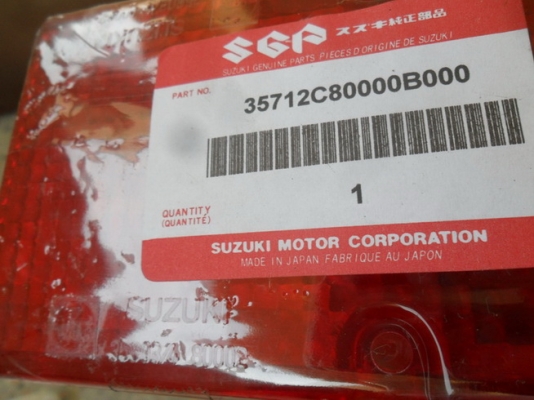 SGP スズキ純正部品
SUZUKI GENUINE PARTS PIÈCES D'ORIGINE DE SUZUKI
PART NO. 35712C80000B000
1
QUANTITY
(QUANTITÉ)
SUZUKI MOTOR CORPORATION
MADE IN JAPAN FABRIQUE AU JAPON
SUZUKI